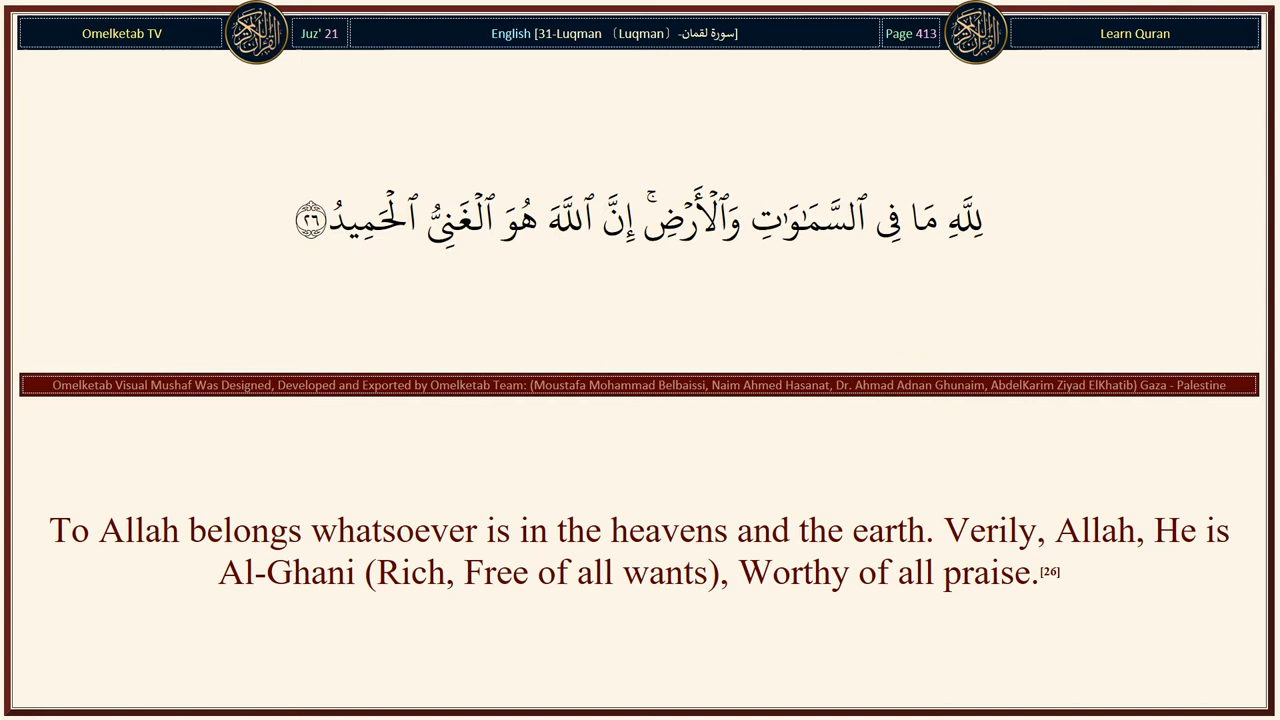 Omelketab TV
Juz' 21
English [31-Luqman （Luqman）-سورة لقمان]
Page 413
Learn Quran
لِلَّهِ مَا فِى ٱلسَّمَـٰوَٰتِ وَٱلْأَرْضِ ۚ إِنَّ ٱللَّهَ هُوَ ٱلْغَنِىُّ ٱلْحَمِيدُ ٢٦
Omelketab Visual Mushaf Was Designed, Developed and Exported by Omelketab Team: (Moustafa Mohammad Belbaissi, Naim Ahmed Hasanat, Dr. Ahmad Adnan Ghunaim, AbdelKarim Ziyad ElKhatib) Gaza - Palestine
To Allah belongs whatsoever is in the heavens and the earth. Verily, Allah, He is
Al-Ghani (Rich, Free of all wants), Worthy of all praise.[26]